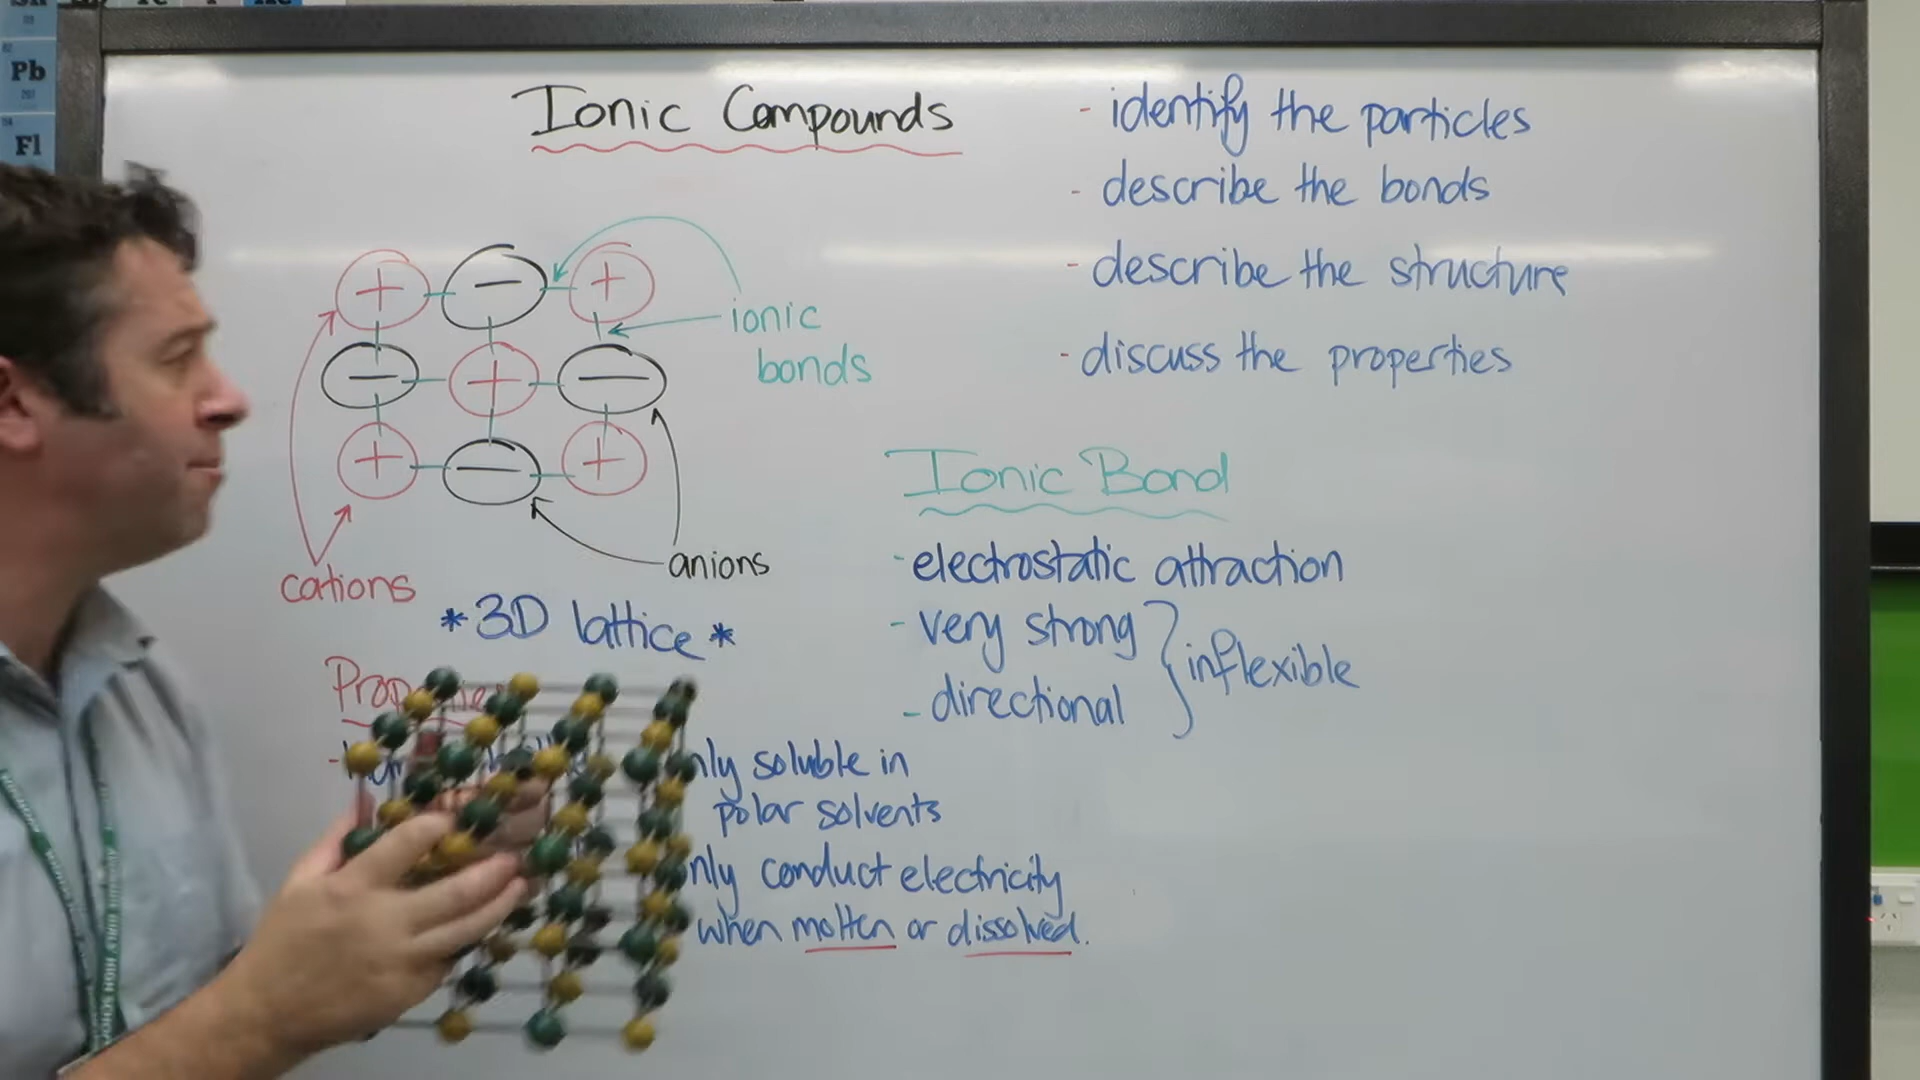 Pb
Fl
Ionic Compounds
- identify the particles
- describe the bonds
- describe the structure
- discuss the properties
+ − +
− + −
+ − +
ionic
bonds
cations
anions
*3D lattice*
Ionic Bond
- electrostatic attraction
- very strong
- directional
} inflexible
nly soluble in
polar solvents
nly conduct electricity
when molten or dissolved.